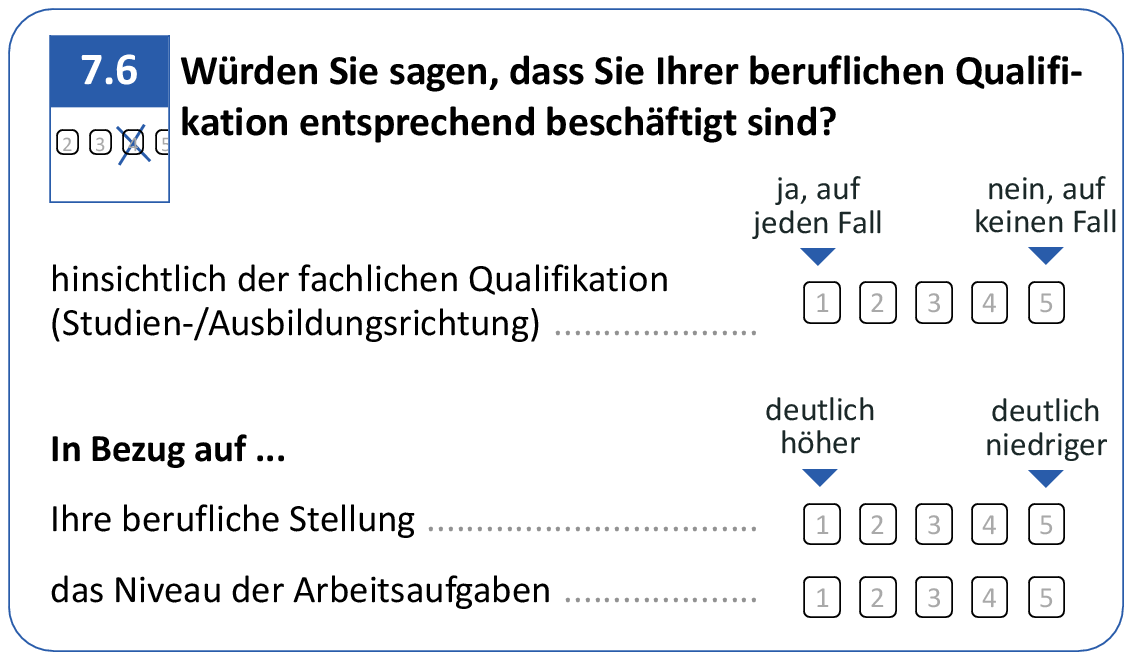 7.6
Würden Sie sagen, dass Sie Ihrer beruflichen Qualifi-
kation entsprechend beschäftigt sind?
2 3 4 5
ja, auf nein, auf
jeden Fall keinen Fall
hinsichtlich der fachlichen Qualifikation
(Studien-/Ausbildungsrichtung) ..................... 1 2 3 4 5
deutlich deutlich
höher niedriger
In Bezug auf ...
Ihre berufliche Stellung .................................. 1 2 3 4 5
das Niveau der Arbeitsaufgaben .................... 1 2 3 4 5